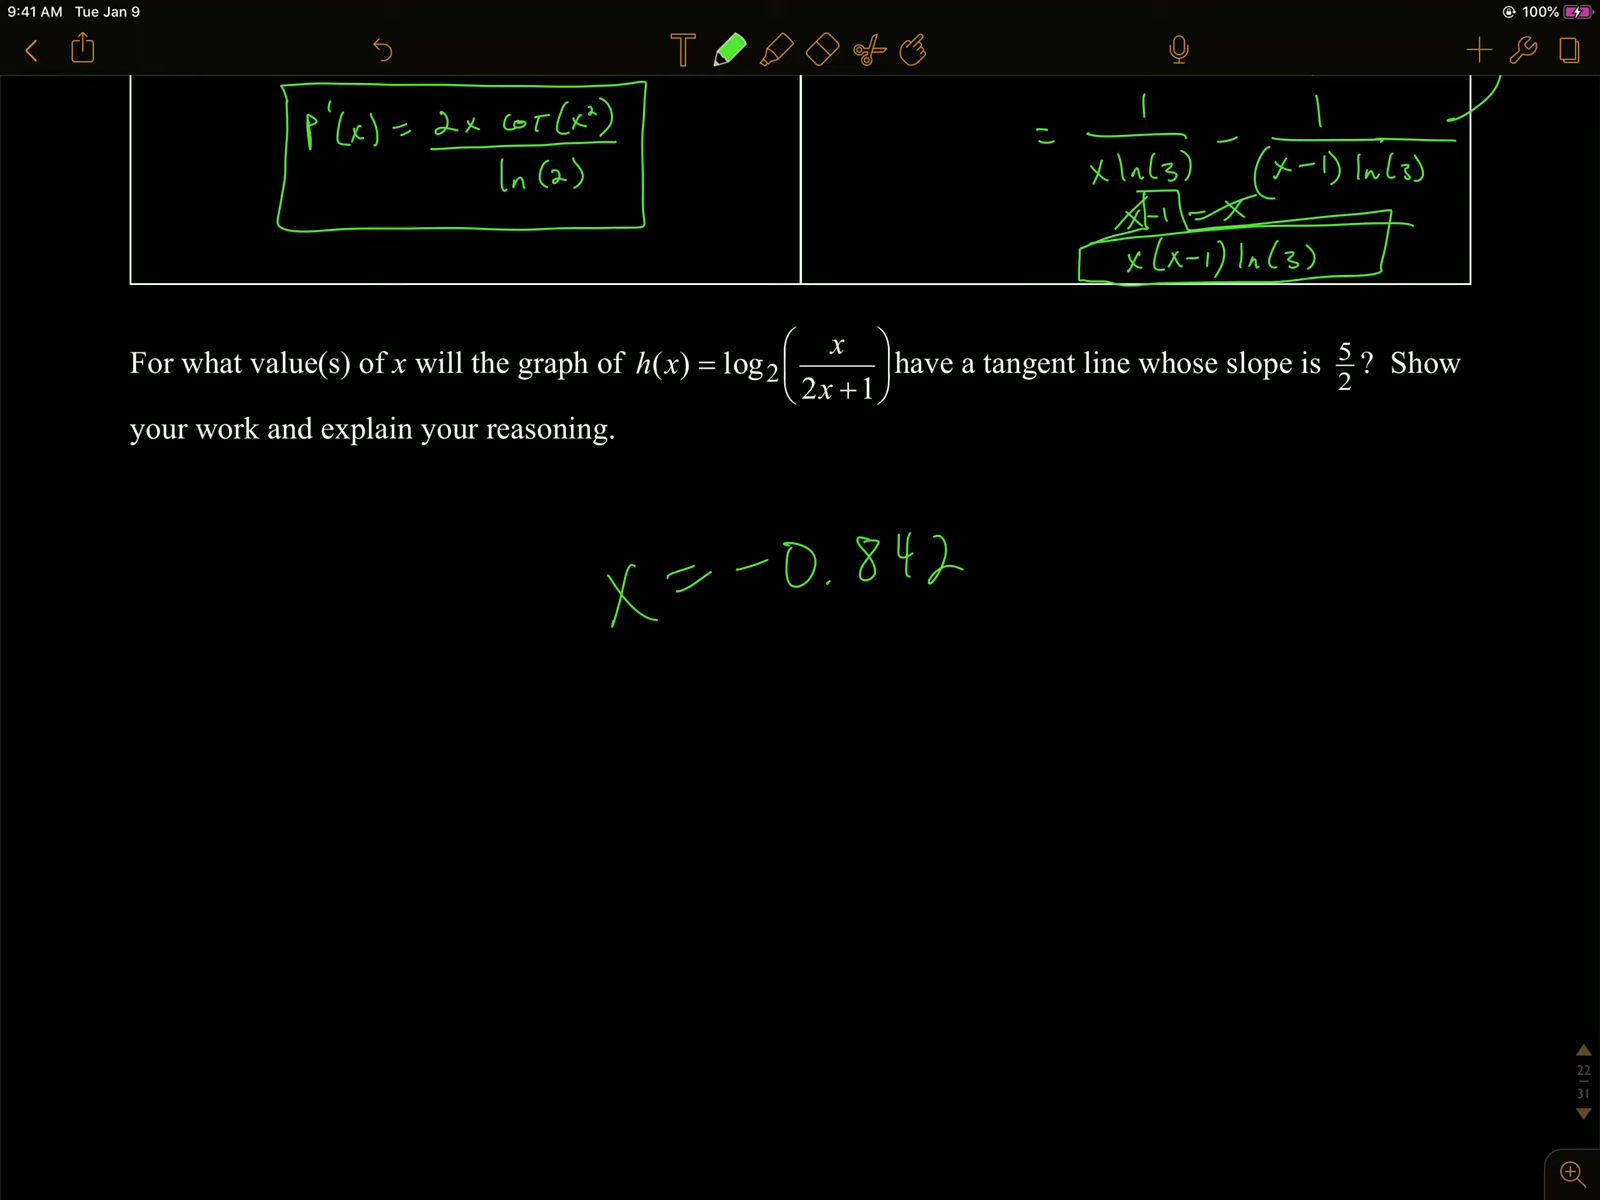 9:41 AM Tue Jan 9
100%
p'(x) = 2x cot(x²) / ln(2)
= 1 / (x ln(3)) - 1 / ((x-1) ln(3))
x-1 = x
x(x-1) ln(3)
For what value(s) of x will the graph of h(x) = log₂(x / (2x+1)) have a tangent line whose slope is 5/2? Show
your work and explain your reasoning.
x = -0.842
22
31